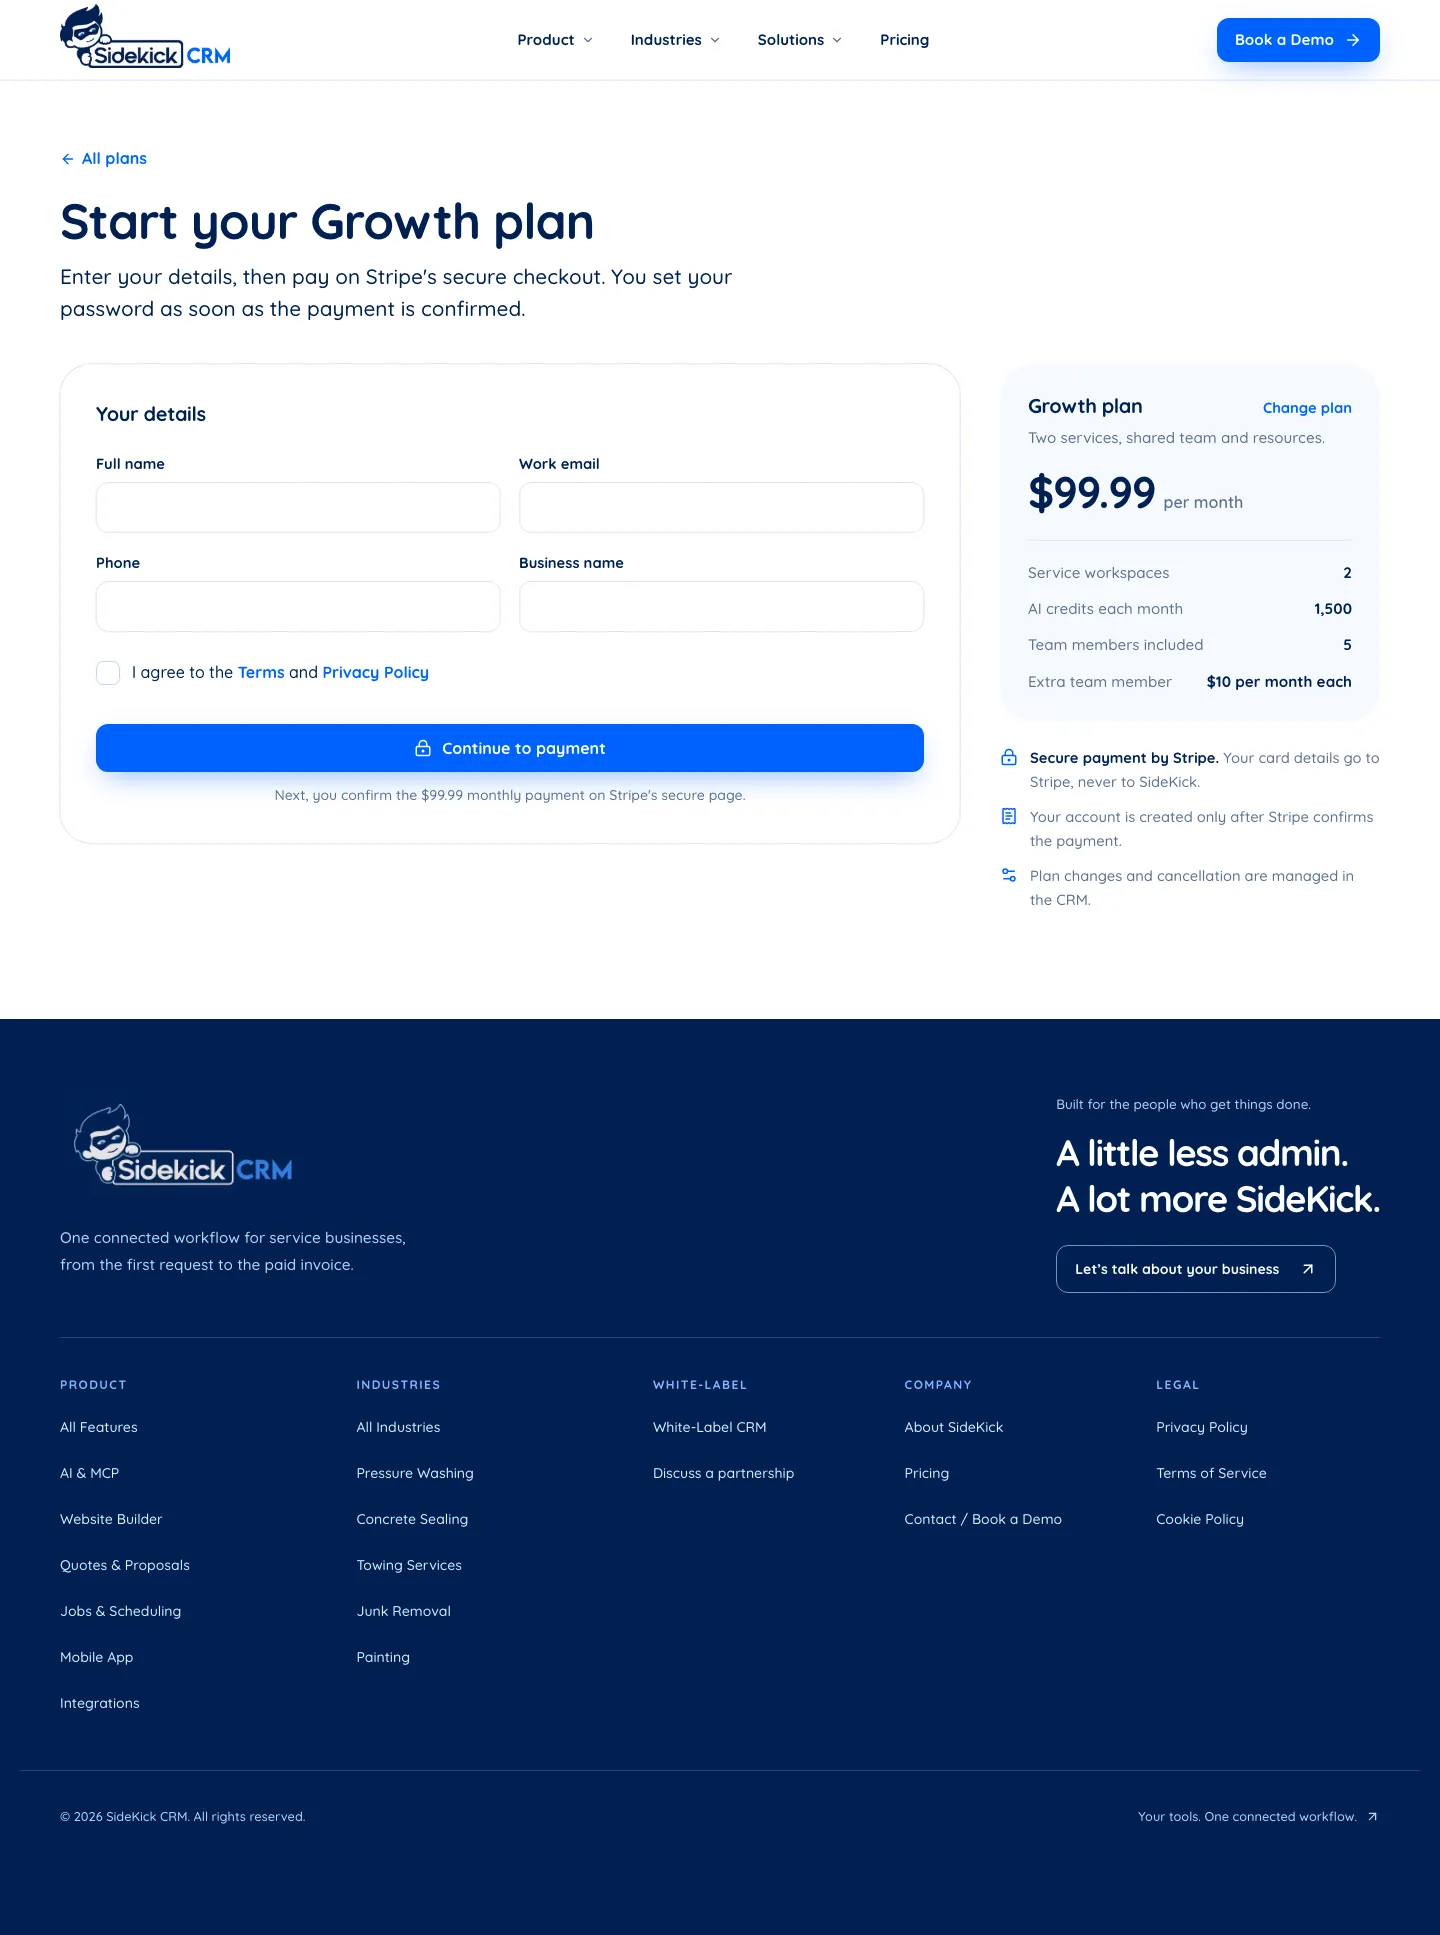 Sidekick CRM
Product
Industries
Solutions
Pricing
Book a Demo
All plans
Start your Growth plan
Enter your details, then pay on Stripe's secure checkout. You set your
password as soon as the payment is confirmed.
Your details
Full name
Work email
Phone
Business name
I agree to the Terms and Privacy Policy
Continue to payment
Next, you confirm the $99.99 monthly payment on Stripe's secure page.
Growth plan
Change plan
Two services, shared team and resources.
$99.99 per month
Service workspaces 2
AI credits each month 1,500
Team members included 5
Extra team member $10 per month each
Secure payment by Stripe. Your card details go to
Stripe, never to SideKick.
Your account is created only after Stripe confirms
the payment.
Plan changes and cancellation are managed in
the CRM.
Sidekick CRM
One connected workflow for service businesses,
from the first request to the paid invoice.
Built for the people who get things done.
A little less admin.
A lot more SideKick.
Let’s talk about your business
PRODUCT
All Features
AI & MCP
Website Builder
Quotes & Proposals
Jobs & Scheduling
Mobile App
Integrations
INDUSTRIES
All Industries
Pressure Washing
Concrete Sealing
Towing Services
Junk Removal
Painting
WHITE-LABEL
White-Label CRM
Discuss a partnership
COMPANY
About SideKick
Pricing
Contact / Book a Demo
LEGAL
Privacy Policy
Terms of Service
Cookie Policy
© 2026 SideKick CRM. All rights reserved.
Your tools. One connected workflow.